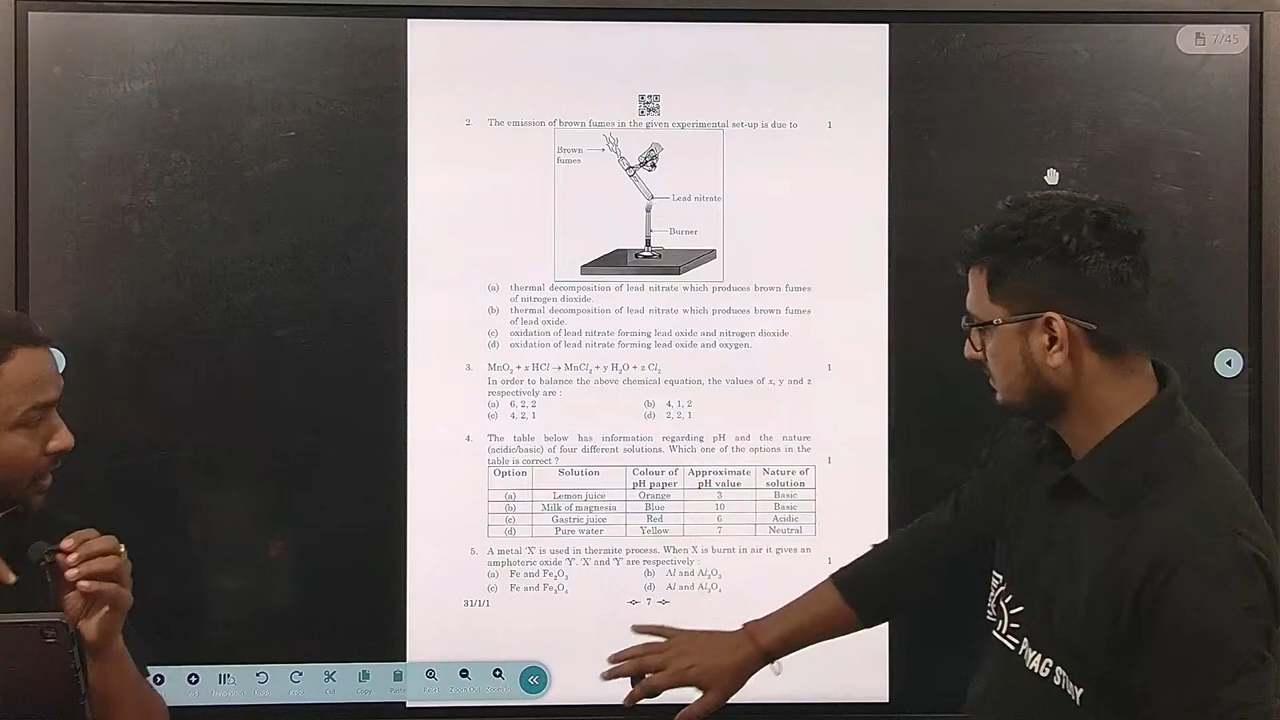 7/45
2. The emission of brown fumes in the given experimental set-up is due to 1
Brown
fumes
Lead nitrate
Burner
(a) thermal decomposition of lead nitrate which produces brown fumes
of nitrogen dioxide.
(b) thermal decomposition of lead nitrate which produces brown fumes
of lead oxide.
(c) oxidation of lead nitrate forming lead oxide and nitrogen dioxide.
(d) oxidation of lead nitrate forming lead oxide and oxygen.
3. MnO₂ + x HCl → MnCl₂ + y H₂O + z Cl₂ 1
In order to balance the above chemical equation, the values of x, y and z
respectively are :
(a) 6, 2, 2 (b) 4, 1, 2
(c) 4, 2, 1 (d) 2, 2, 1
4. The table below has information regarding pH and the nature
(acidic/basic) of four different solutions. Which one of the options in the
table is correct ? 1
Option Solution Colour of pH paper Approximate pH value Nature of solution
(a) Lemon juice Orange 3 Basic
(b) Milk of magnesia Blue 10 Basic
(c) Gastric juice Red 6 Acidic
(d) Pure water Yellow 7 Neutral
5. A metal 'X' is used in thermite process. When X is burnt in air it gives an
amphoteric oxide 'Y'. 'X' and 'Y' are respectively : 1
(a) Fe and Fe₂O₃ (b) Al and Al₂O₃
(c) Fe and Fe₃O₄ (d) Al and Al₃O₄
31/1/1 7
Undo Redo Cut Copy Paste Zoom Out Zoom In
STUDY